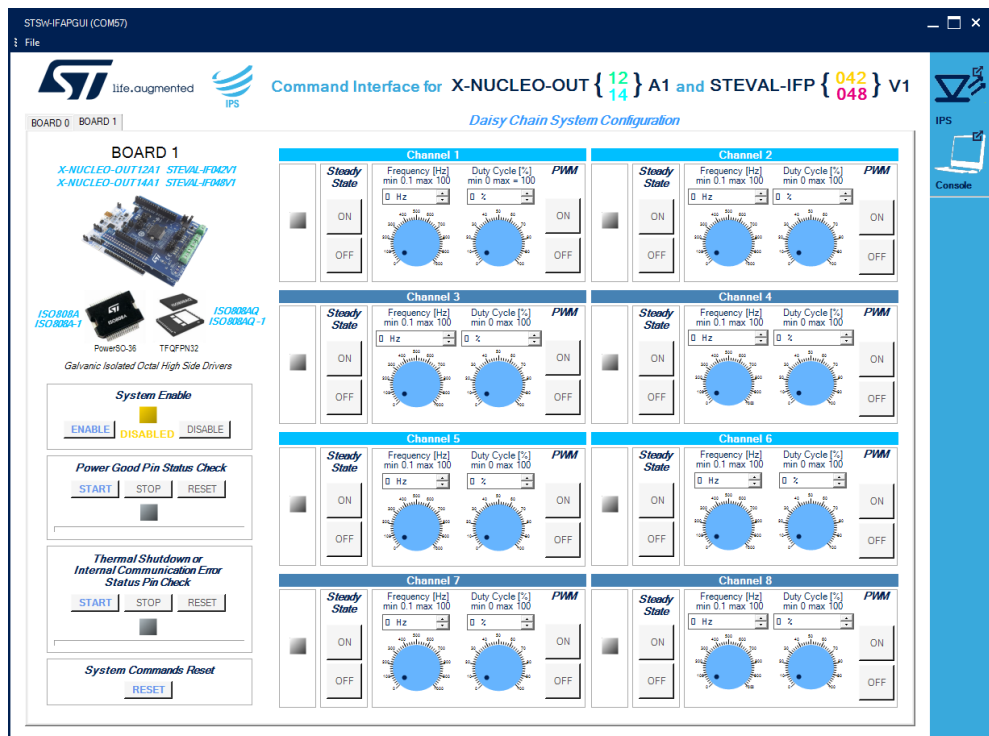 STSW-IFAPGUI (COM57)
File
life.augmented
IPS
Command Interface for X-NUCLEO-OUT { 12 14 } A1 and STEVAL-IFP { 042 048 } V1
BOARD 0 BOARD 1
Daisy Chain System Configuration
IPS
Console
BOARD 1
X-NUCLEO-OUT12A1 STEVAL-IF042V1
X-NUCLEO-OUT14A1 STEVAL-IF048V1
ISO808A
ISO808A-1
ISO808AQ
ISO808AQ-1
PowerSO-36 TFQFPN32
Galvanic Isolated Octal High Side Drivers
System Enable
ENABLE DISABLED DISABLE
Power Good Pin Status Check
START STOP RESET
Thermal Shutdown or
Internal Communication Error
Status Pin Check
START STOP RESET
System Commands Reset
RESET
Channel 1
Steady State
Frequency [Hz] min 0.1 max 100
Duty Cycle [%] min 0 max = 100
PWM
0 Hz 0 %
ON ON
OFF OFF
Channel 2
Steady State
Frequency [Hz] min 0.1 max 100
Duty Cycle [%] min 0 max 100
PWM
0 Hz 0 %
ON ON
OFF OFF
Channel 3
Steady State
Frequency [Hz] min 0.1 max 100
Duty Cycle [%] min 0 max 100
PWM
0 Hz 0 %
ON ON
OFF OFF
Channel 4
Steady State
Frequency [Hz] min 0.1 max 100
Duty Cycle [%] min 0 max 100
PWM
0 Hz 0 %
ON ON
OFF OFF
Channel 5
Steady State
Frequency [Hz] min 0.1 max 100
Duty Cycle [%] min 0 max 100
PWM
0 Hz 0 %
ON ON
OFF OFF
Channel 6
Steady State
Frequency [Hz] min 0.1 max 100
Duty Cycle [%] min 0 max 100
PWM
0 Hz 0 %
ON ON
OFF OFF
Channel 7
Steady State
Frequency [Hz] min 0.1 max 100
Duty Cycle [%] min 0 max 100
PWM
0 Hz 0 %
ON ON
OFF OFF
Channel 8
Steady State
Frequency [Hz] min 0.1 max 100
Duty Cycle [%] min 0 max 100
PWM
0 Hz 0 %
ON ON
OFF OFF